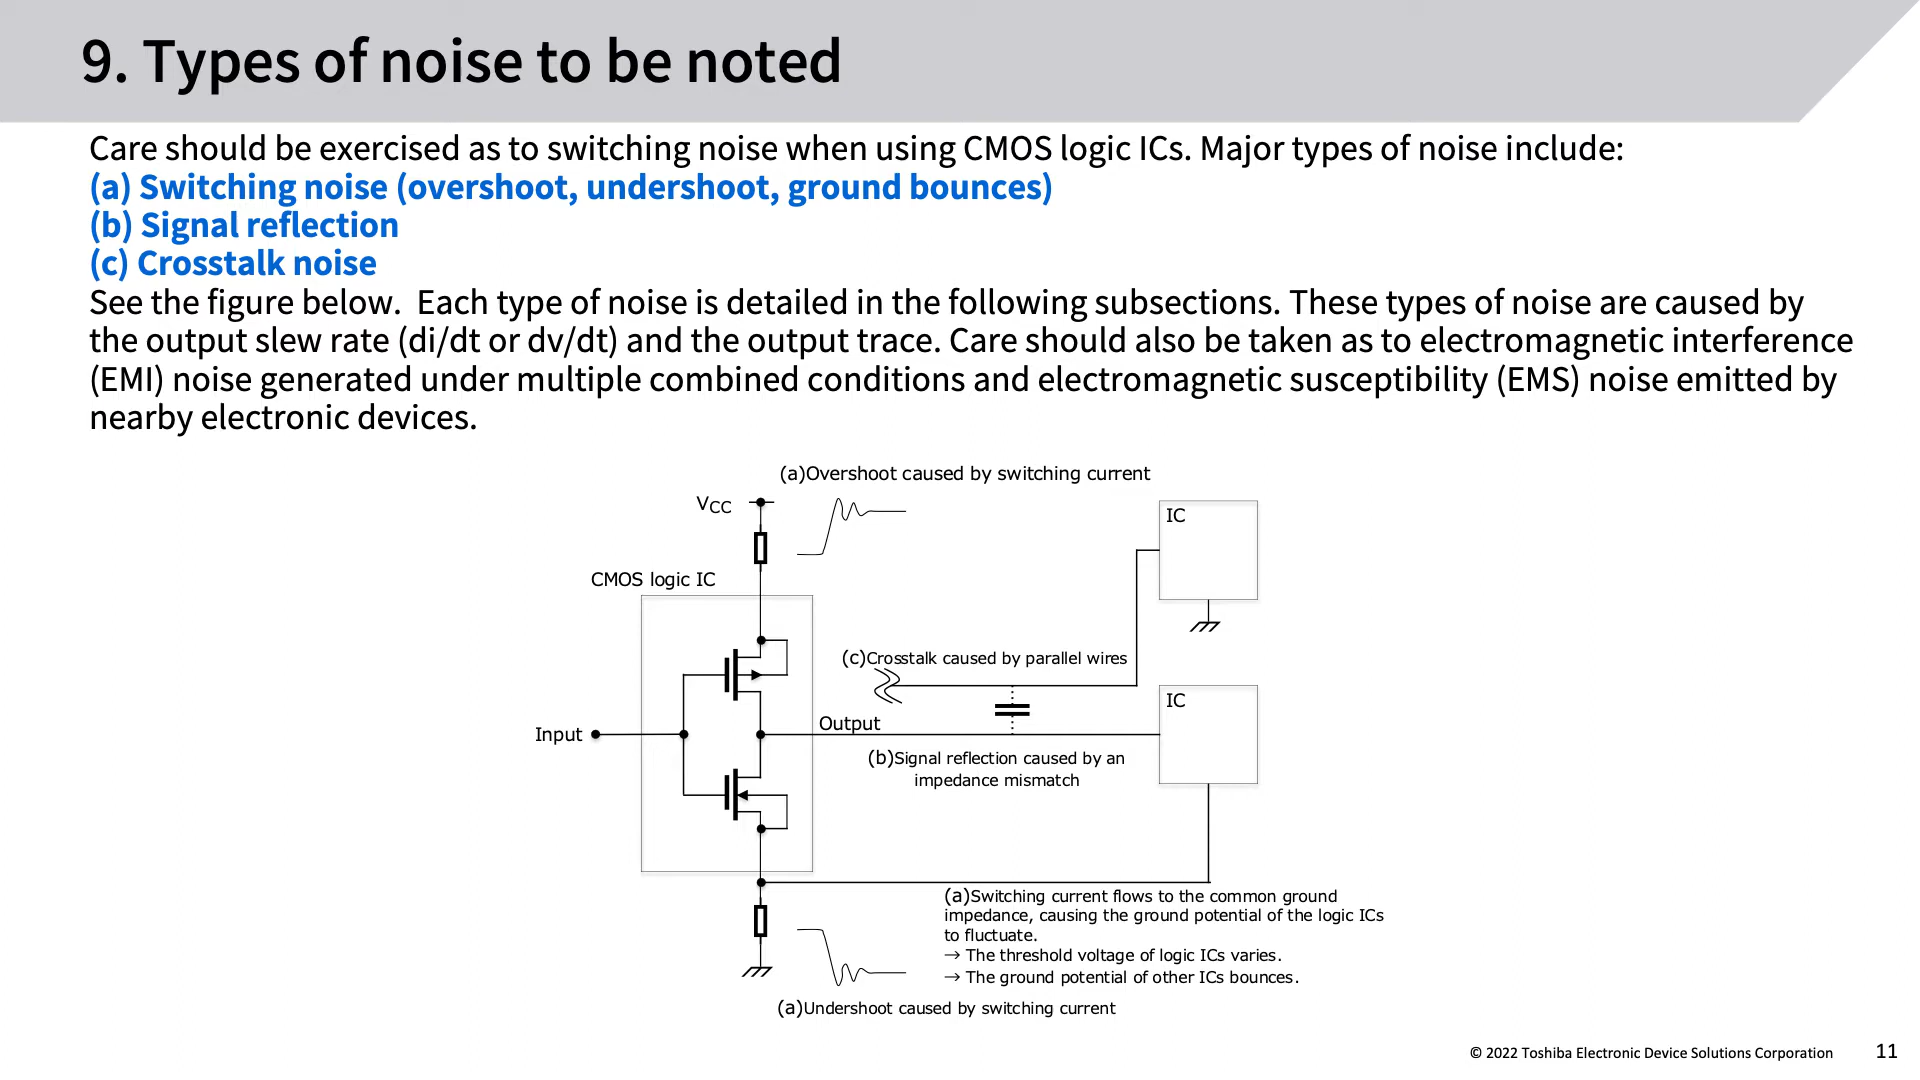 9. Types of noise to be noted
Care should be exercised as to switching noise when using CMOS logic ICs. Major types of noise include:
(a) Switching noise (overshoot, undershoot, ground bounces)
(b) Signal reflection
(c) Crosstalk noise
See the figure below.  Each type of noise is detailed in the following subsections. These types of noise are caused by
the output slew rate (di/dt or dv/dt) and the output trace. Care should also be taken as to electromagnetic interference
(EMI) noise generated under multiple combined conditions and electromagnetic susceptibility (EMS) noise emitted by
nearby electronic devices.
(a)Overshoot caused by switching current
VCC
IC
CMOS logic IC
(c)Crosstalk caused by parallel wires
IC
Output
Input
(b)Signal reflection caused by an
impedance mismatch
(a)Switching current flows to the common ground
impedance, causing the ground potential of the logic ICs
to fluctuate.
→ The threshold voltage of logic ICs varies.
→ The ground potential of other ICs bounces.
(a)Undershoot caused by switching current
© 2022 Toshiba Electronic Device Solutions Corporation
11